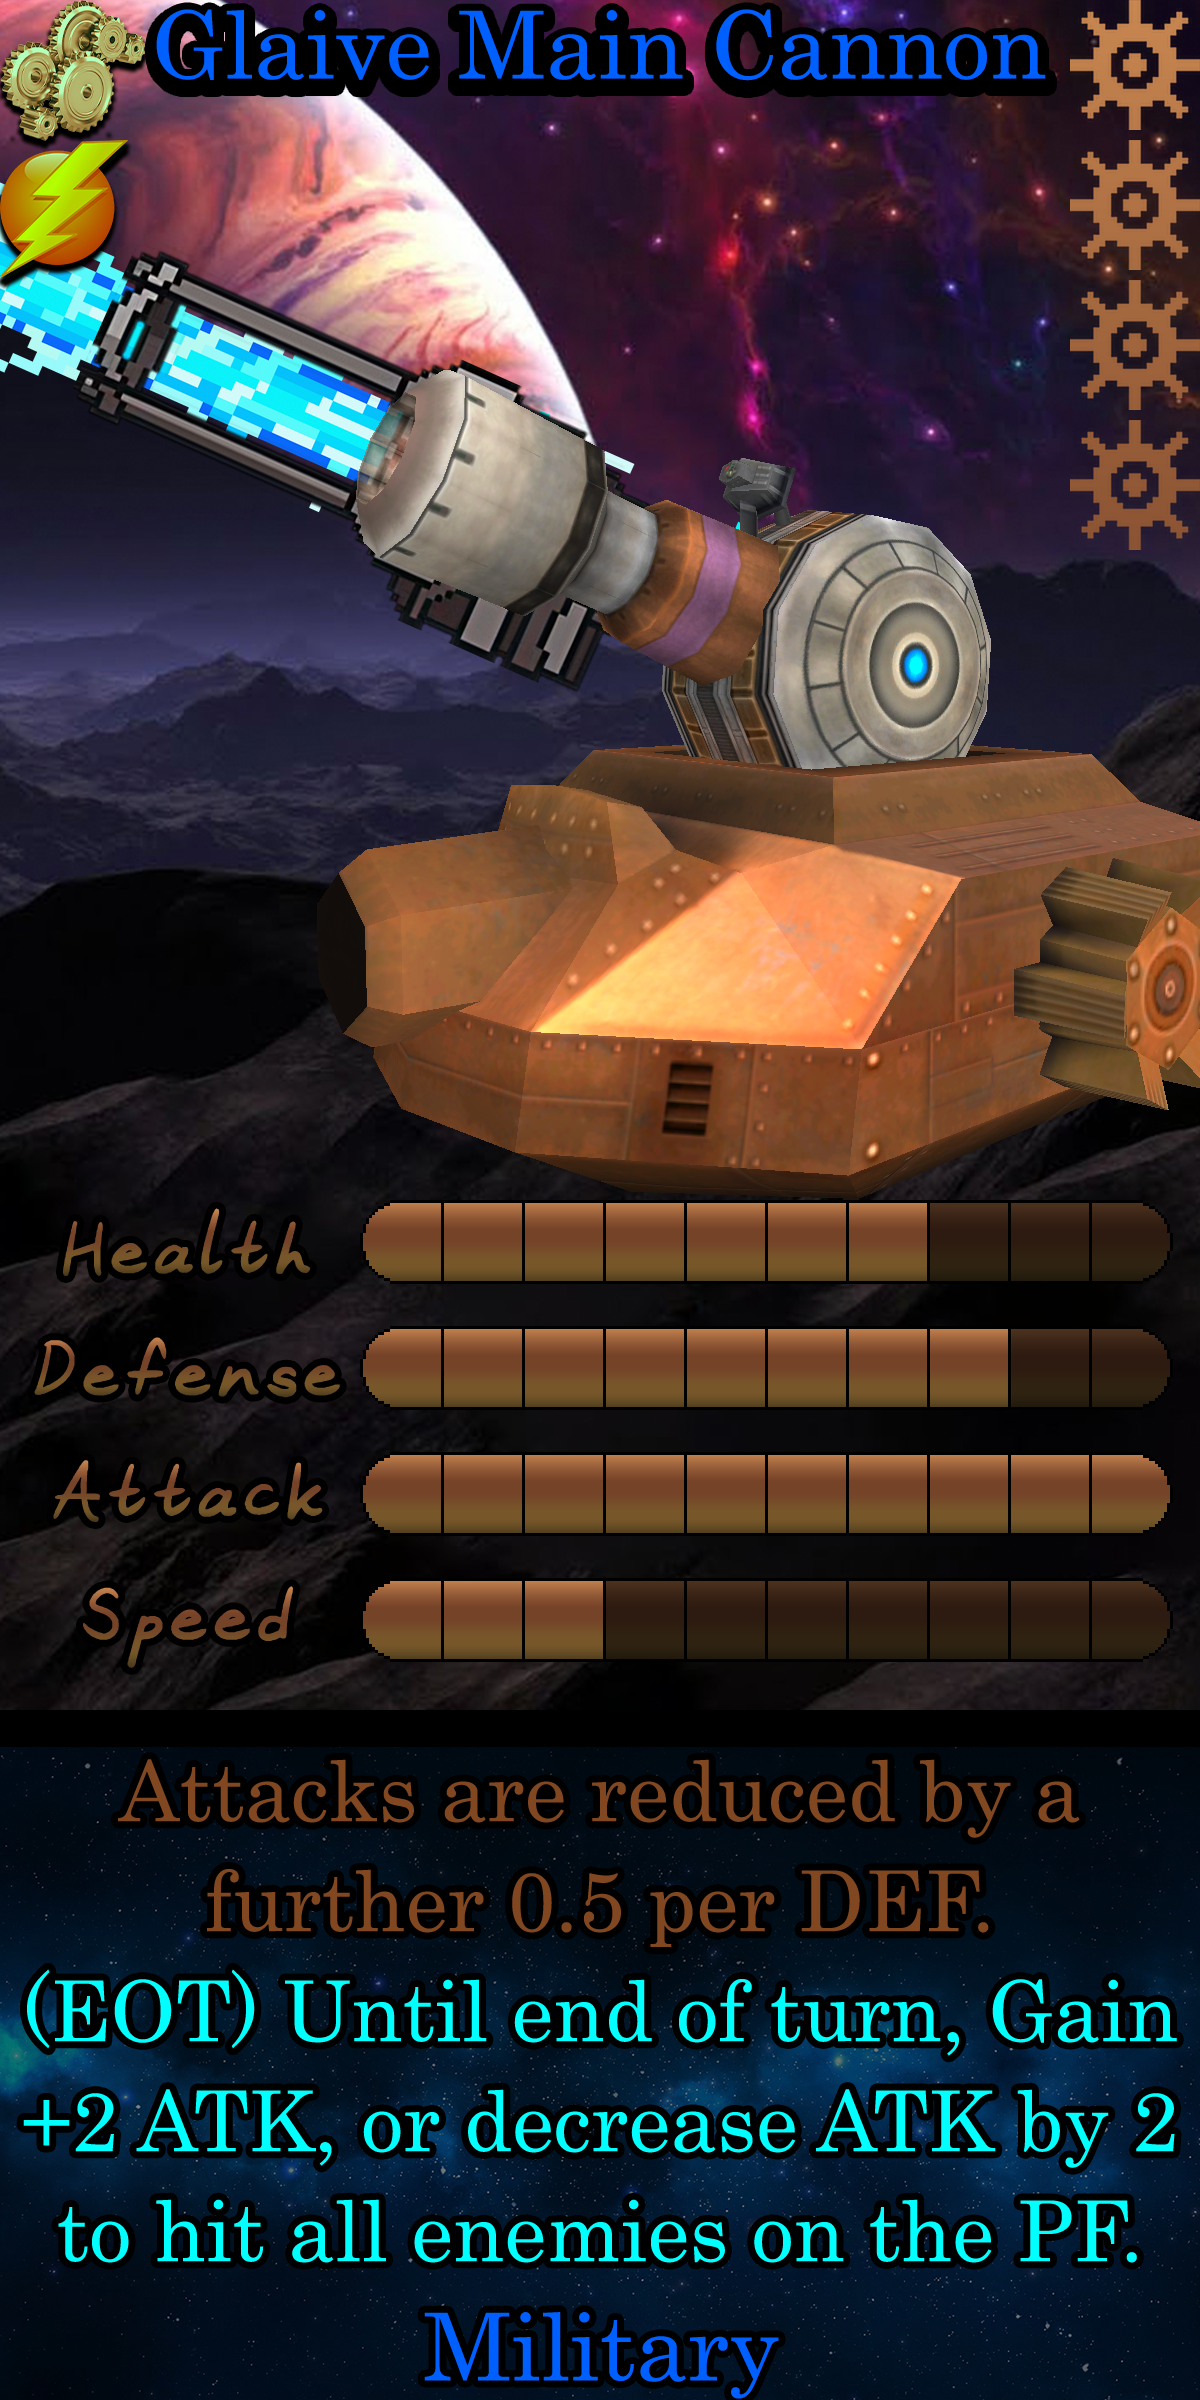 Glaive Main Cannon
Health
Defense
Attack
Speed
Attacks are reduced by a
further 0.5 per DEF.
(EOT) Until end of turn, Gain
+2 ATK, or decrease ATK by 2
to hit all enemies on the PF.
Military